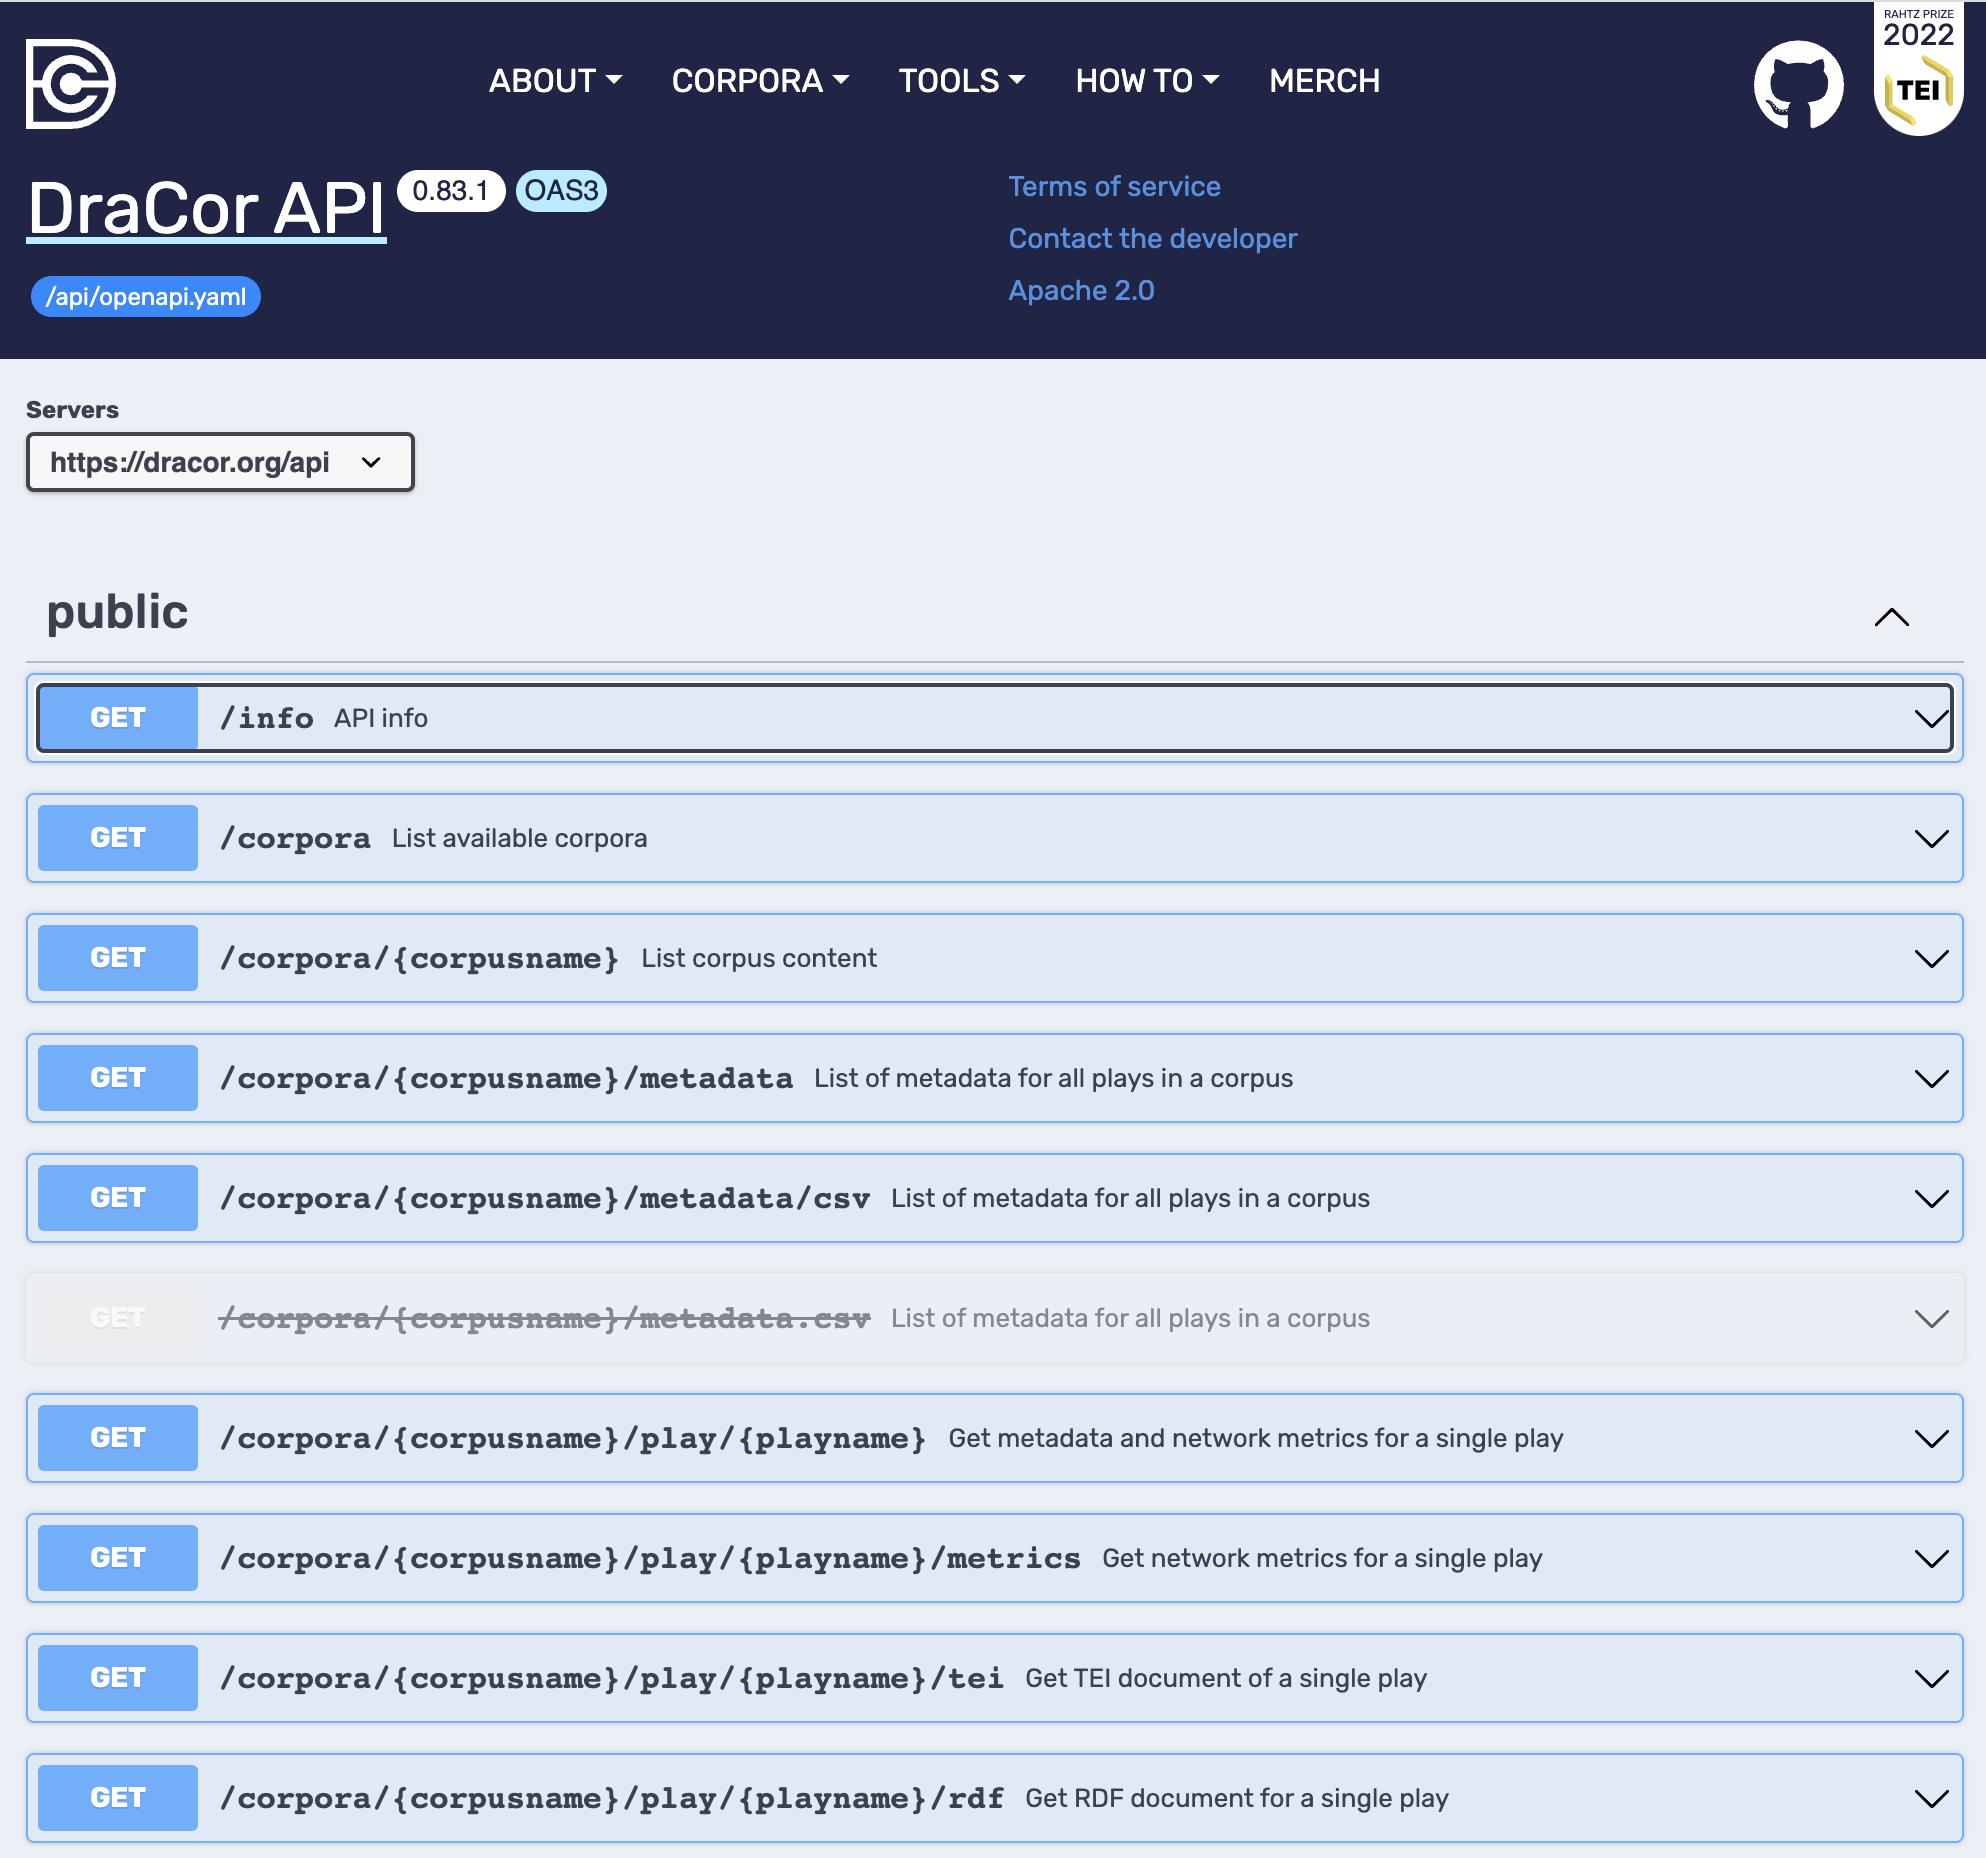 ABOUT CORPORA TOOLS HOW TO MERCH
RAHTZ PRIZE
2022
TEI
DraCor API 0.83.1 OAS3
/api/openapi.yaml
Terms of service
Contact the developer
Apache 2.0
Servers
https://dracor.org/api
public
GET /info API info
GET /corpora List available corpora
GET /corpora/{corpusname} List corpus content
GET /corpora/{corpusname}/metadata List of metadata for all plays in a corpus
GET /corpora/{corpusname}/metadata/csv List of metadata for all plays in a corpus
GET /corpora/{corpusname}/metadata.csv List of metadata for all plays in a corpus
GET /corpora/{corpusname}/play/{playname} Get metadata and network metrics for a single play
GET /corpora/{corpusname}/play/{playname}/metrics Get network metrics for a single play
GET /corpora/{corpusname}/play/{playname}/tei Get TEI document of a single play
GET /corpora/{corpusname}/play/{playname}/rdf Get RDF document for a single play